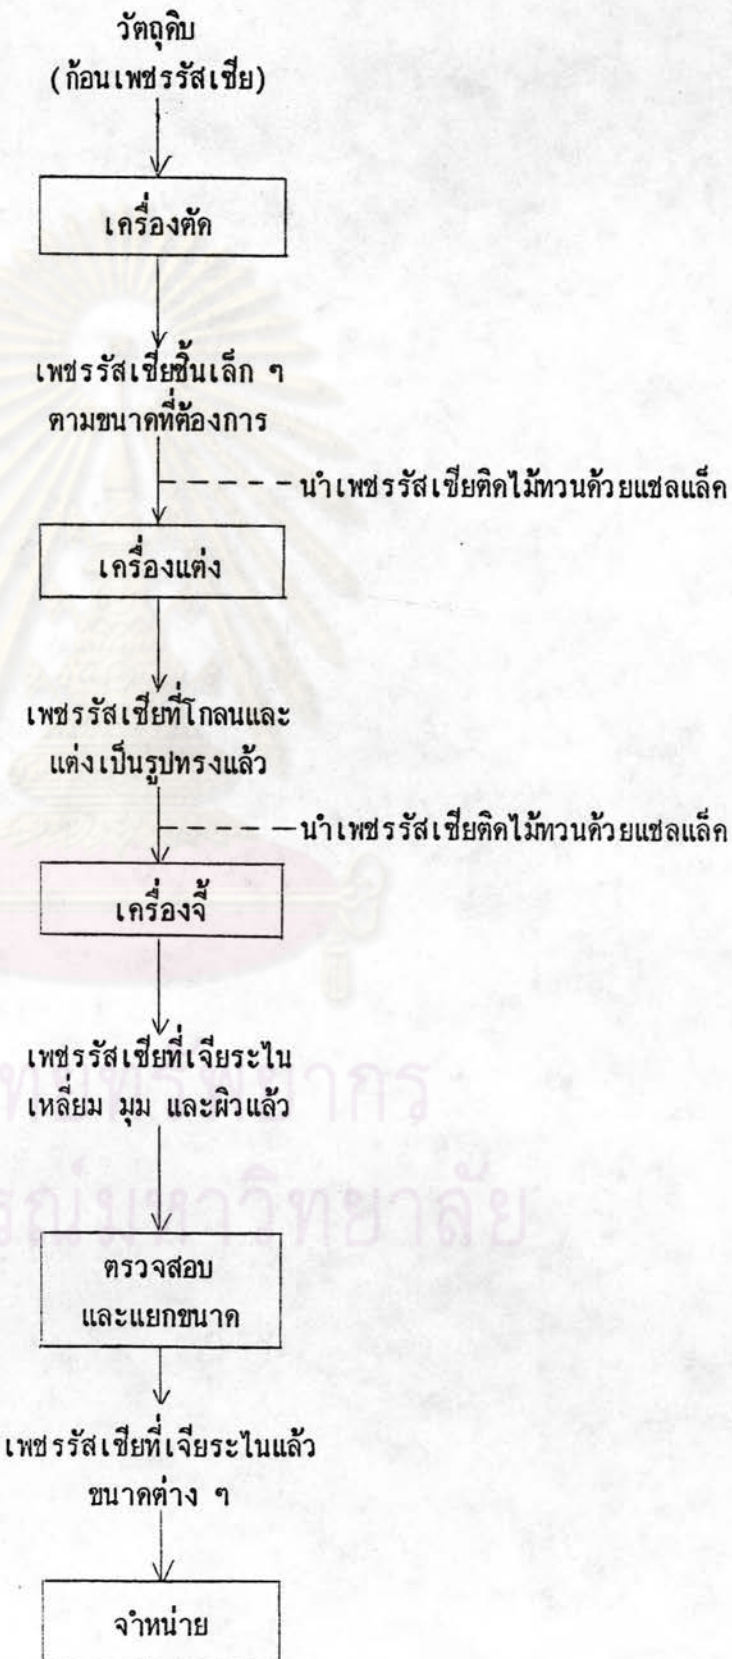 วัตถุดิบ
(ก้อนเพชรรัสเซีย)
เครื่องตัด
เพชรรัสเซียชิ้นเล็ก ๆ
ตามขนาดที่ต้องการ
นำเพชรรัสเซียติดไม้ทวนด้วยแชลแล็ค
เครื่องแต่ง
เพชรรัสเซียที่โกลนและ
แต่งเป็นรูปทรงแล้ว
นำเพชรรัสเซียติดไม้ทวนด้วยแชลแล็ค
เครื่องจี้
เพชรรัสเซียที่เจียระไน
เหลี่ยม มุม และผิวแล้ว
ตรวจสอบ
และแยกขนาด
เพชรรัสเซียที่เจียระไนแล้ว
ขนาดต่าง ๆ
จำหน่าย